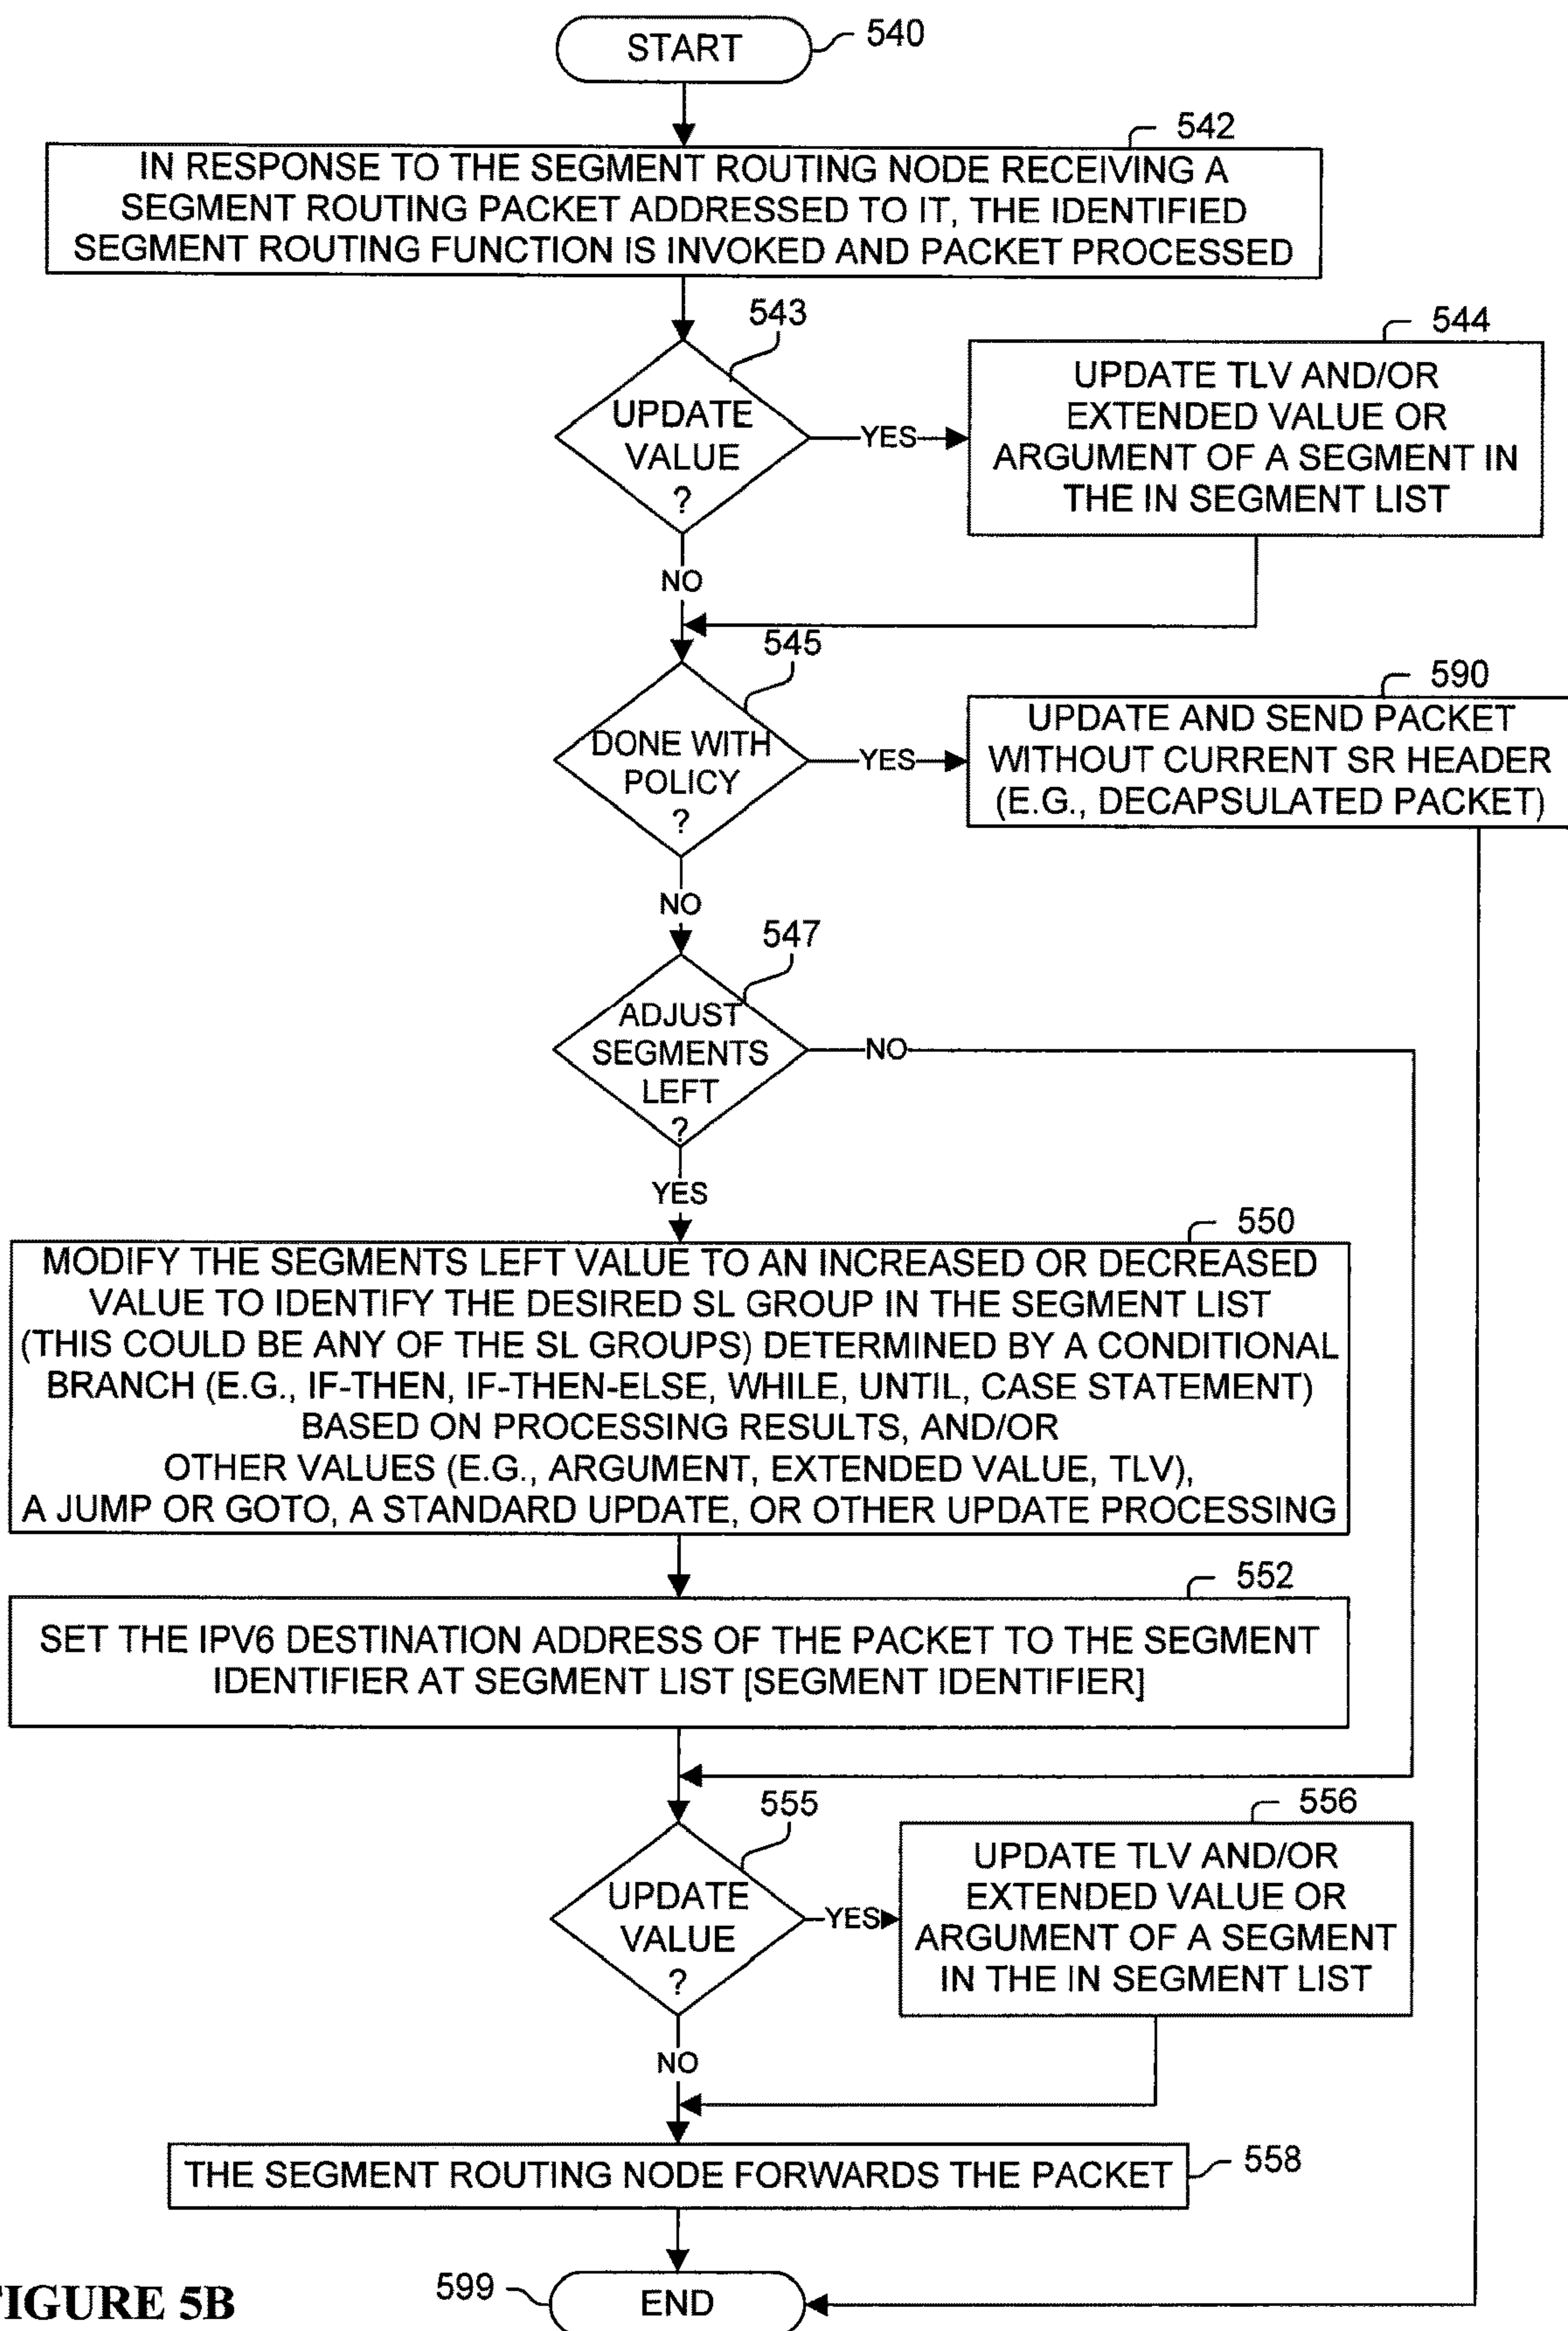 START
540
542
IN RESPONSE TO THE SEGMENT ROUTING NODE RECEIVING A
SEGMENT ROUTING PACKET ADDRESSED TO IT, THE IDENTIFIED
SEGMENT ROUTING FUNCTION IS INVOKED AND PACKET PROCESSED
543
UPDATE
VALUE
?
YES
544
UPDATE TLV AND/OR
EXTENDED VALUE OR
ARGUMENT OF A SEGMENT IN
THE IN SEGMENT LIST
NO
545
DONE WITH
POLICY
?
YES
590
UPDATE AND SEND PACKET
WITHOUT CURRENT SR HEADER
(E.G., DECAPSULATED PACKET)
NO
547
ADJUST
SEGMENTS
LEFT
?
NO
YES
550
MODIFY THE SEGMENTS LEFT VALUE TO AN INCREASED OR DECREASED
VALUE TO IDENTIFY THE DESIRED SL GROUP IN THE SEGMENT LIST
(THIS COULD BE ANY OF THE SL GROUPS) DETERMINED BY A CONDITIONAL
BRANCH (E.G., IF-THEN, IF-THEN-ELSE, WHILE, UNTIL, CASE STATEMENT)
BASED ON PROCESSING RESULTS, AND/OR
OTHER VALUES (E.G., ARGUMENT, EXTENDED VALUE, TLV),
A JUMP OR GOTO, A STANDARD UPDATE, OR OTHER UPDATE PROCESSING
552
SET THE IPV6 DESTINATION ADDRESS OF THE PACKET TO THE SEGMENT
IDENTIFIER AT SEGMENT LIST [SEGMENT IDENTIFIER]
555
UPDATE
VALUE
?
YES
556
UPDATE TLV AND/OR
EXTENDED VALUE OR
ARGUMENT OF A SEGMENT
IN THE IN SEGMENT LIST
NO
THE SEGMENT ROUTING NODE FORWARDS THE PACKET
558
599
END
FIGURE 5B